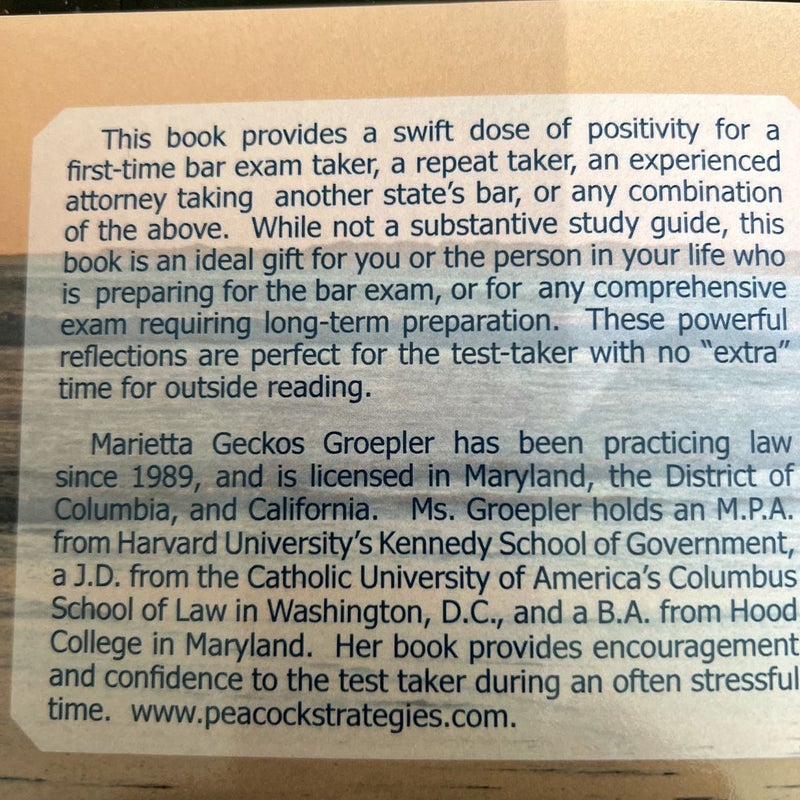 This book provides a swift dose of positivity for a
first-time bar exam taker, a repeat taker, an experienced
attorney taking another state's bar, or any combination
of the above. While not a substantive study guide, this
book is an ideal gift for you or the person in your life who
is preparing for the bar exam, or for any comprehensive
exam requiring long-term preparation. These powerful
reflections are perfect for the test-taker with no “extra”
time for outside reading.
Marietta Geckos Groepler has been practicing law
since 1989, and is licensed in Maryland, the District of
Columbia, and California. Ms. Groepler holds an M.P.A.
from Harvard University's Kennedy School of Government,
a J.D. from the Catholic University of America's Columbus
School of Law in Washington, D.C., and a B.A. from Hood
College in Maryland. Her book provides encouragement
and confidence to the test taker during an often stressful
time. www.peacockstrategies.com.